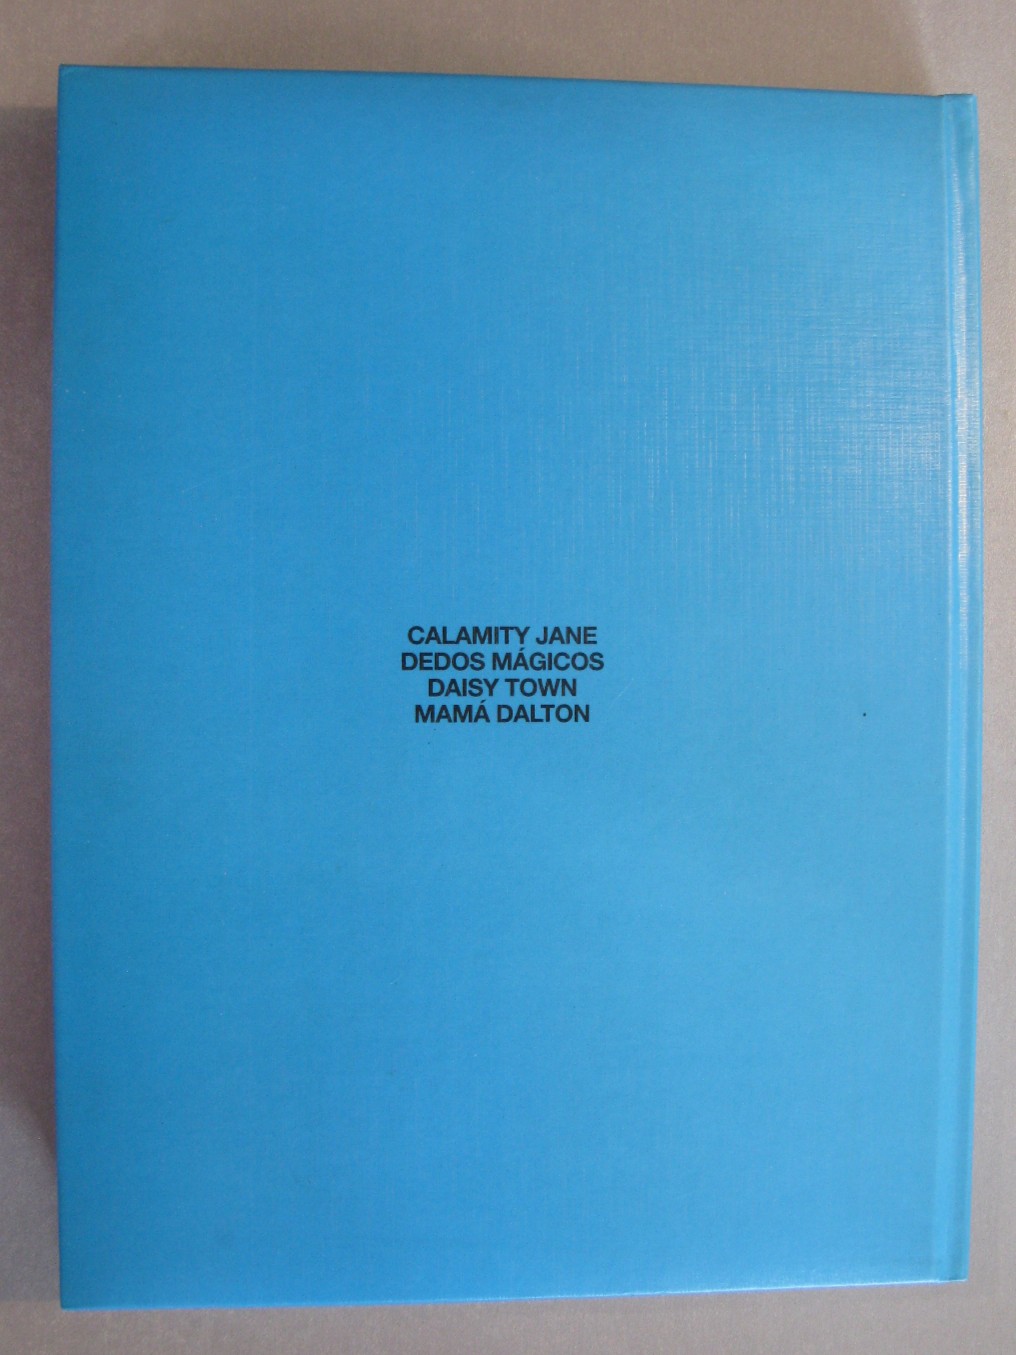 CALAMITY JANE
DEDOS MÁGICOS
DAISY TOWN
MAMÁ DALTON